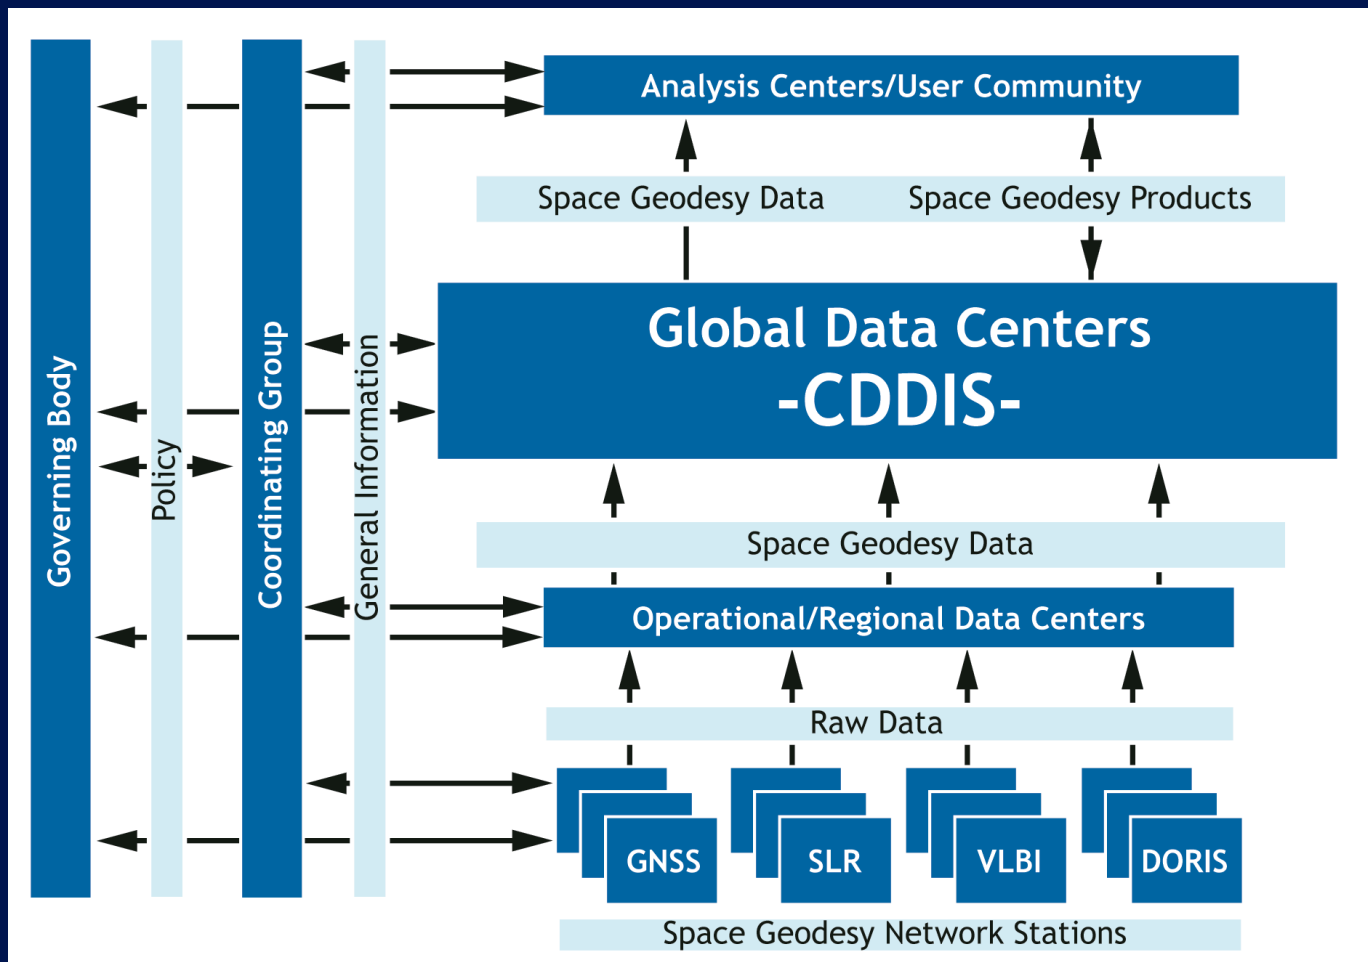 Governing Body
Policy
Coordinating Group
General Information
Analysis Centers/User Community
Space Geodesy Data
Space Geodesy Products
Global Data Centers
-CDDIS-
Space Geodesy Data
Operational/Regional Data Centers
Raw Data
GNSS
SLR
VLBI
DORIS
Space Geodesy Network Stations